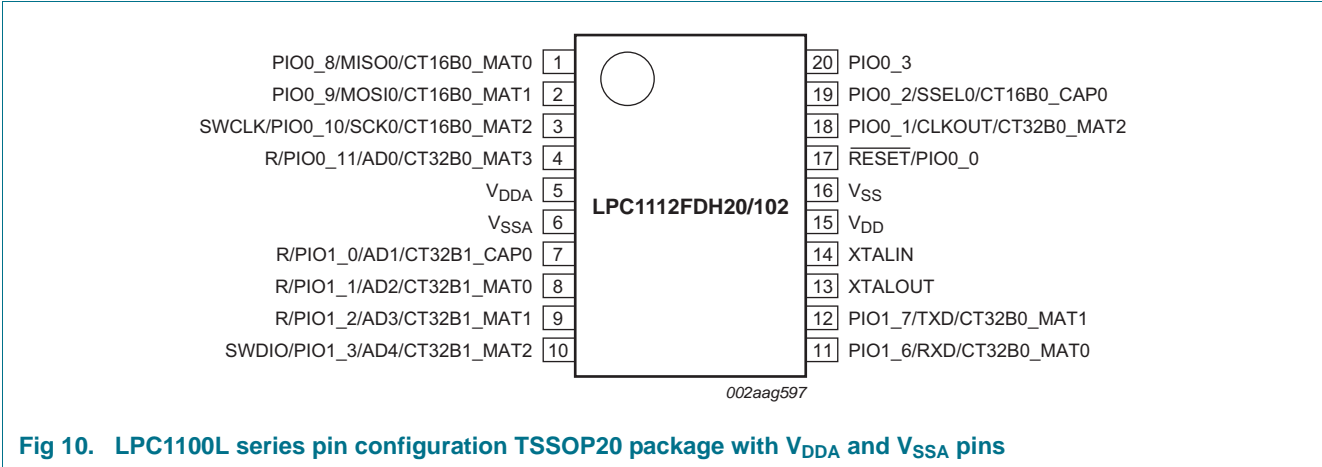 PIO0_8/MISO0/CT16B0_MAT0 1
PIO0_9/MOSI0/CT16B0_MAT1 2
SWCLK/PIO0_10/SCK0/CT16B0_MAT2 3
R/PIO0_11/AD0/CT32B0_MAT3 4
VDDA 5
VSSA 6
R/PIO1_0/AD1/CT32B1_CAP0 7
R/PIO1_1/AD2/CT32B1_MAT0 8
R/PIO1_2/AD3/CT32B1_MAT1 9
SWDIO/PIO1_3/AD4/CT32B1_MAT2 10
LPC1112FDH20/102
20 PIO0_3
19 PIO0_2/SSEL0/CT16B0_CAP0
18 PIO0_1/CLKOUT/CT32B0_MAT2
17 RESET/PIO0_0
16 VSS
15 VDD
14 XTALIN
13 XTALOUT
12 PIO1_7/TXD/CT32B0_MAT1
11 PIO1_6/RXD/CT32B0_MAT0
002aag597
Fig 10. LPC1100L series pin configuration TSSOP20 package with VDDA and VSSA pins